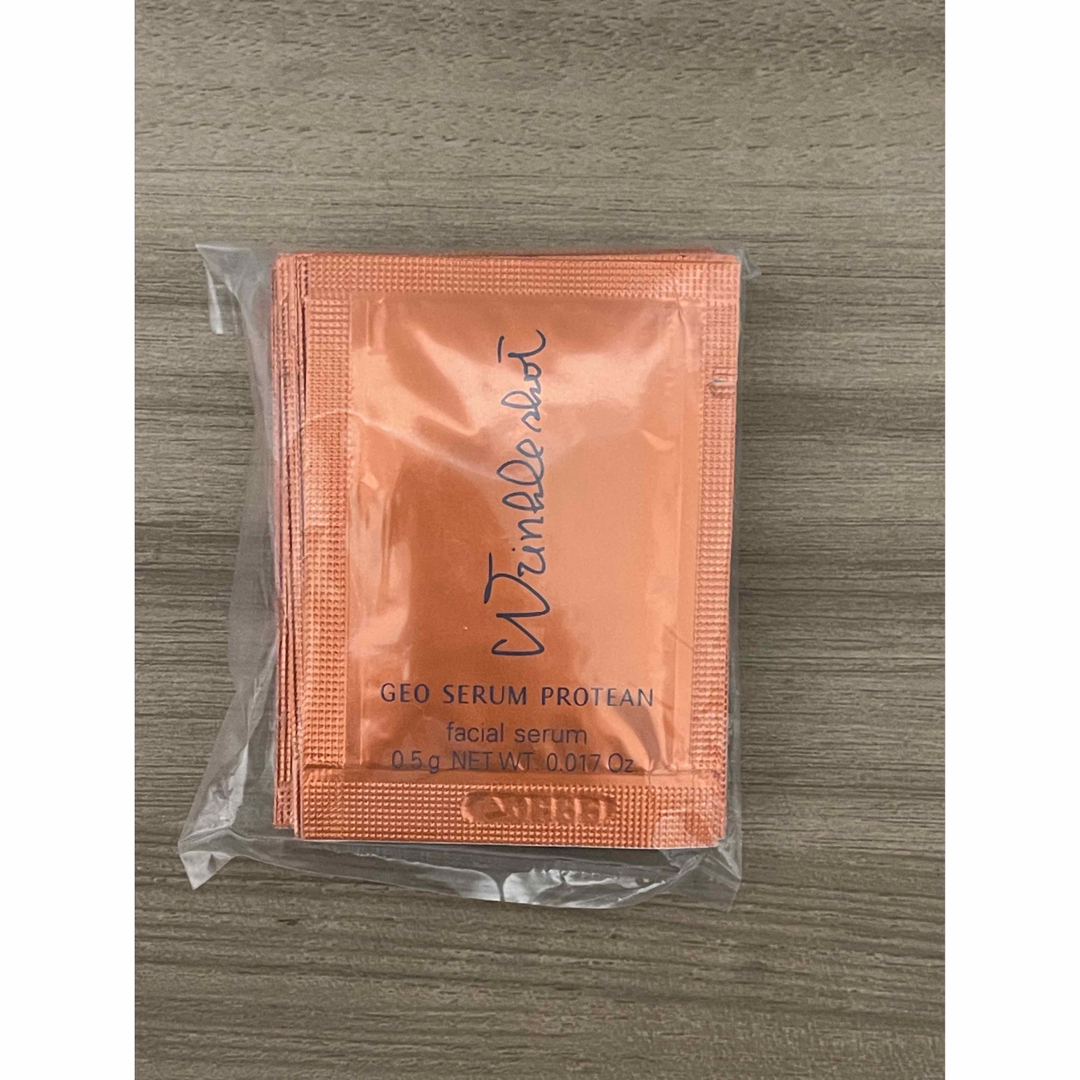 Wrinkle shot
GEO SERUM PROTEAN
facial serum
0.5 g NET WT. 0.017 Oz.